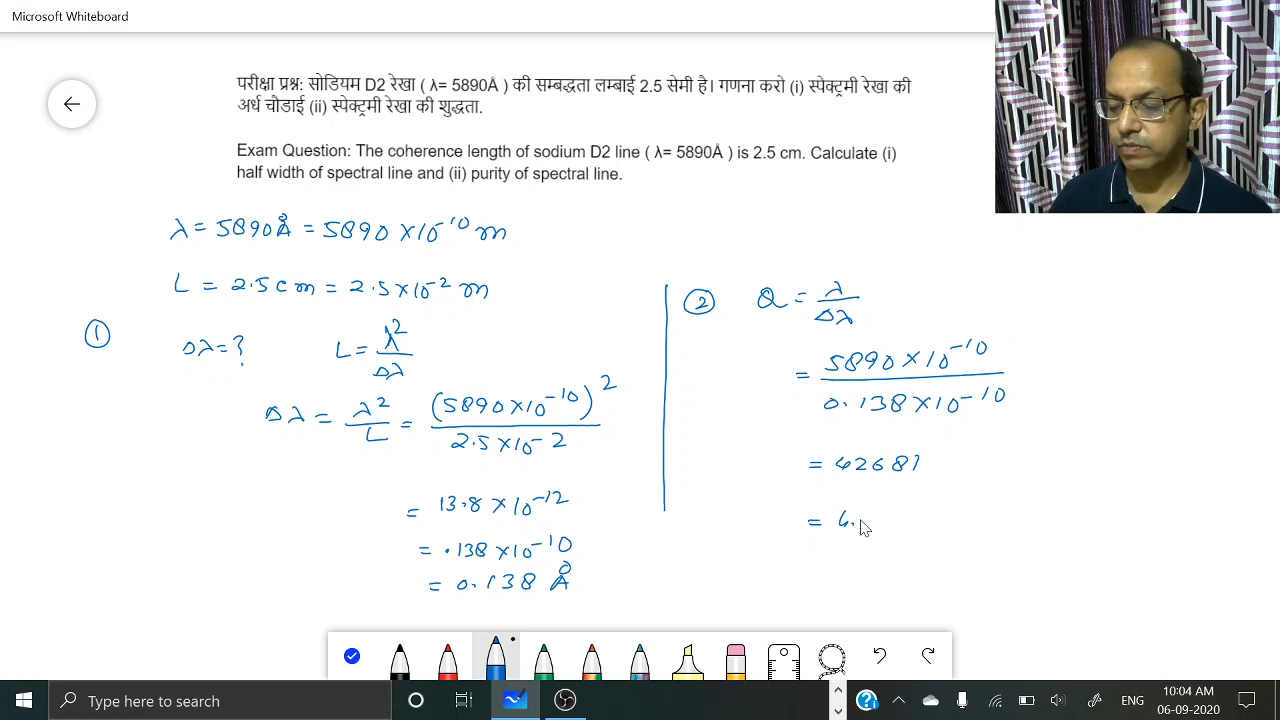 Microsoft Whiteboard
परीक्षा प्रश्न: सोडियम D2 रेखा ( λ= 5890Å ) की सम्बद्धता लम्बाई 2.5 सेमी है। गणना करो (i) स्पेक्ट्रमी रेखा की
अर्ध चौडाई (ii) स्पेक्ट्रमी रेखा की शुद्धता.
Exam Question: The coherence length of sodium D2 line ( λ= 5890Å ) is 2.5 cm. Calculate (i)
half width of spectral line and (ii) purity of spectral line.
λ = 5890Å = 5890 × 10⁻¹⁰ m
L = 2.5 cm = 2.5 × 10⁻² m
① Δλ = ? L = λ²/Δλ
Δλ = λ²/L = (5890 × 10⁻¹⁰)²/2.5 × 10⁻²
= 13.8 × 10⁻¹²
= .138 × 10⁻¹⁰
= 0.138 Å
② Q = λ/Δλ
= 5890 × 10⁻¹⁰/0.138 × 10⁻¹⁰
= 42681
= 4.
Type here to search
ENG
10:04 AM
06-09-2020